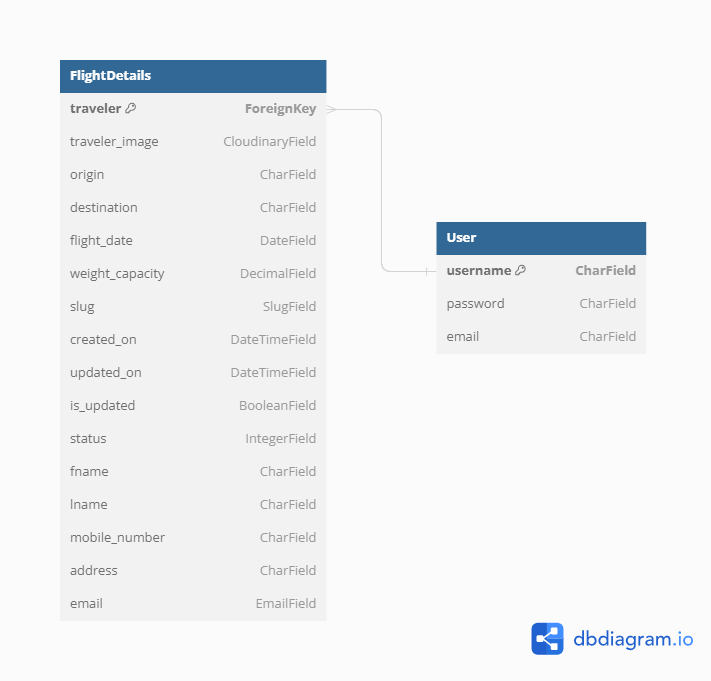 FlightDetails
traveler ForeignKey
traveler_image CloudinaryField
origin CharField
destination CharField
flight_date DateField
weight_capacity DecimalField
slug SlugField
created_on DateTimeField
updated_on DateTimeField
is_updated BooleanField
status IntegerField
fname CharField
lname CharField
mobile_number CharField
address CharField
email EmailField
User
username CharField
password CharField
email CharField
dbdiagram.io